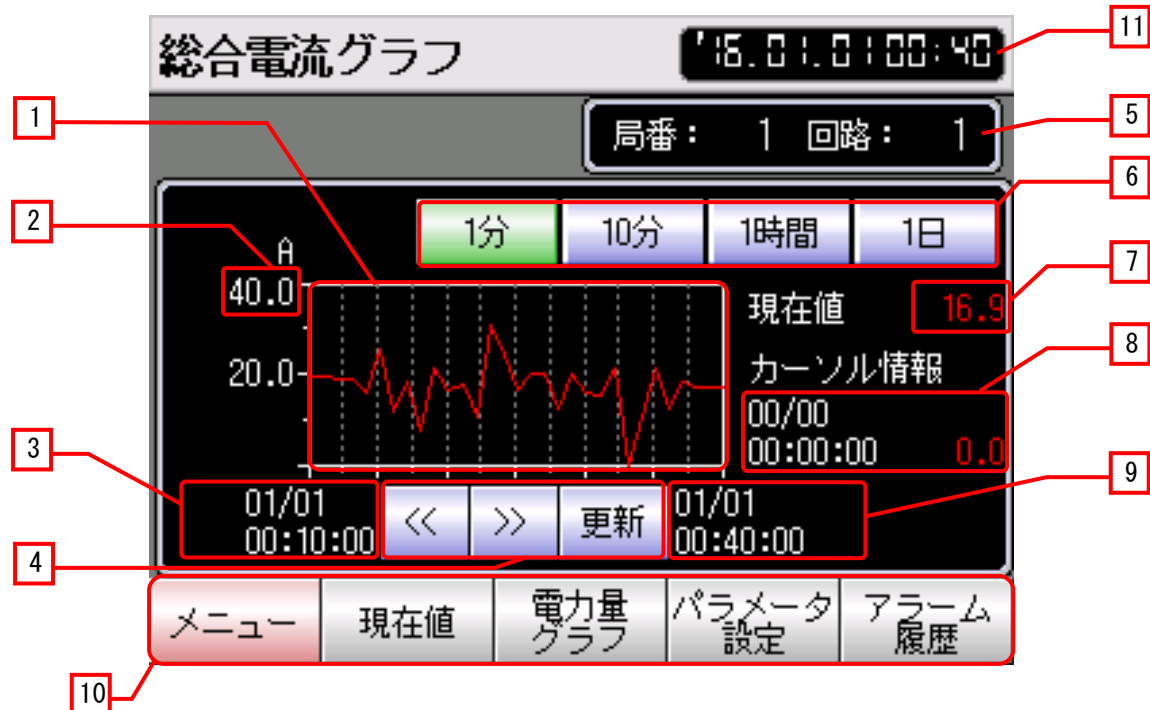 11
総合電流グラフ
'16.01.01 00:40
1
5
局番： 1 回路： 1
6
2
1分 10分 1時間 1日
A
7
40.0
現在値 16.9
8
20.0
カーソル情報
00/00
00:00:00 0.0
3
9
01/01
00:10:00
<< >> 更新
01/01
00:40:00
4
メニュー
現在値
電力量
グラフ
パラメータ
設定
アラーム
履歴
10